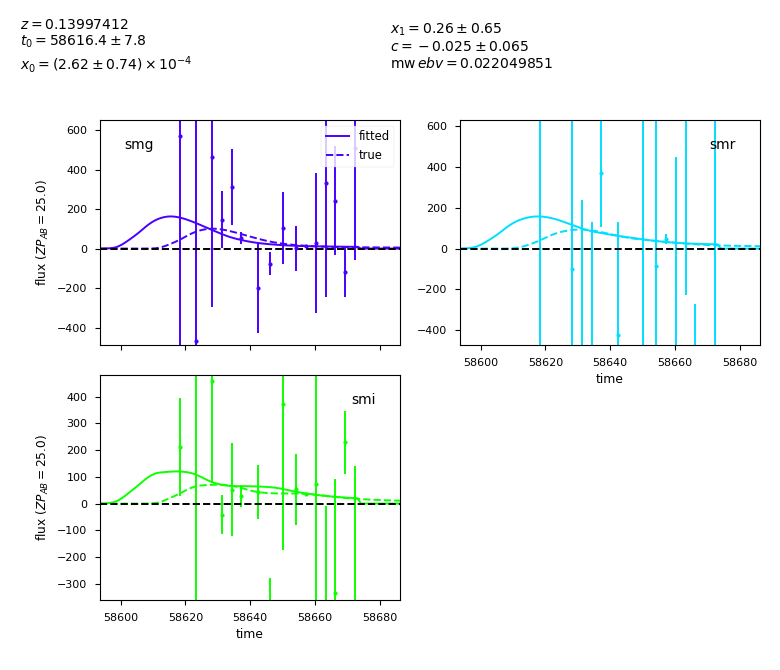 z = 0.13997412
t₀ = 58616.4 ± 7.8
x₀ = (2.62 ± 0.74) × 10⁻⁴
x₁ = 0.26 ± 0.65
c = −0.025 ± 0.065
mw ebv = 0.022049851
smg
fitted
true
600
400
200
0
−200
−400
flux (ZP_AB = 25.0)
smr
600
400
200
0
−200
−400
58600 58620 58640 58660 58680
time
smi
400
300
200
100
0
−100
−200
−300
flux (ZP_AB = 25.0)
58600 58620 58640 58660 58680
time